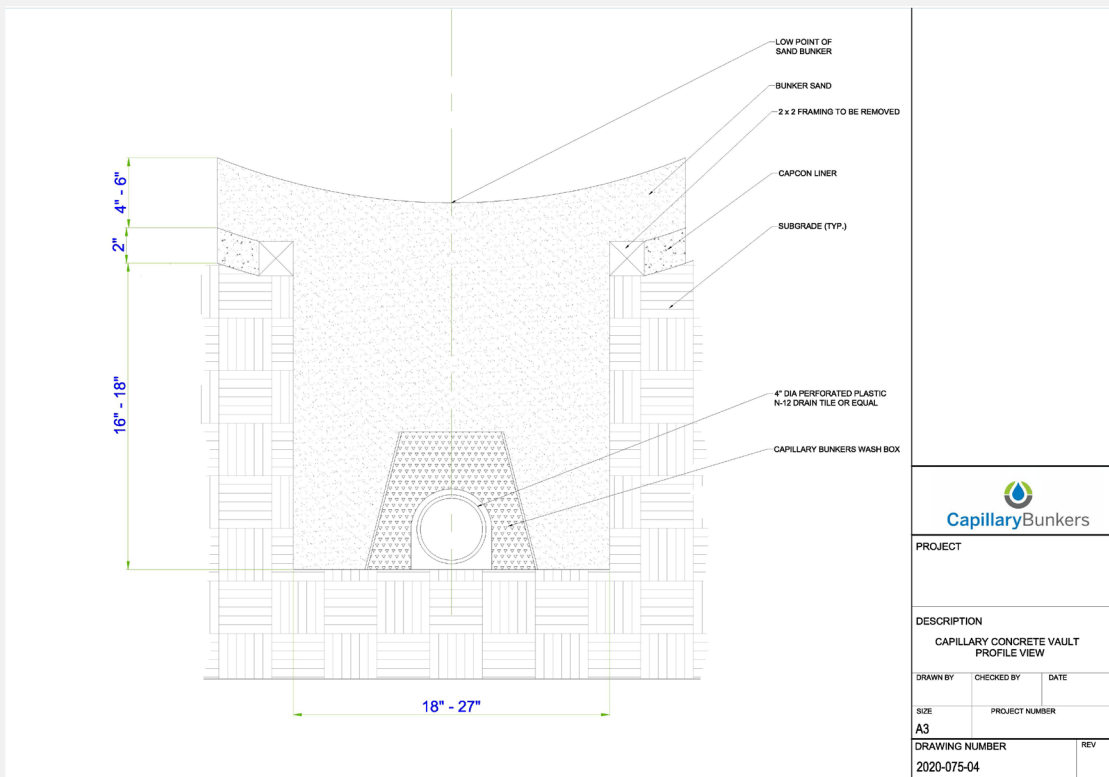 LOW POINT OF
SAND BUNKER
BUNKER SAND
2 x 2 FRAMING TO BE REMOVED
CAPCON LINER
SUBGRADE (TYP.)
4" - 6"
2"
16" - 18"
4" DIA PERFORATED PLASTIC
N-12 DRAIN TILE OR EQUAL
CAPILLARY BUNKERS WASH BOX
18" - 27"
CapillaryBunkers
PROJECT
DESCRIPTION
CAPILLARY CONCRETE VAULT
PROFILE VIEW
DRAWN BY CHECKED BY DATE
SIZE PROJECT NUMBER
A3
DRAWING NUMBER REV
2020-075-04